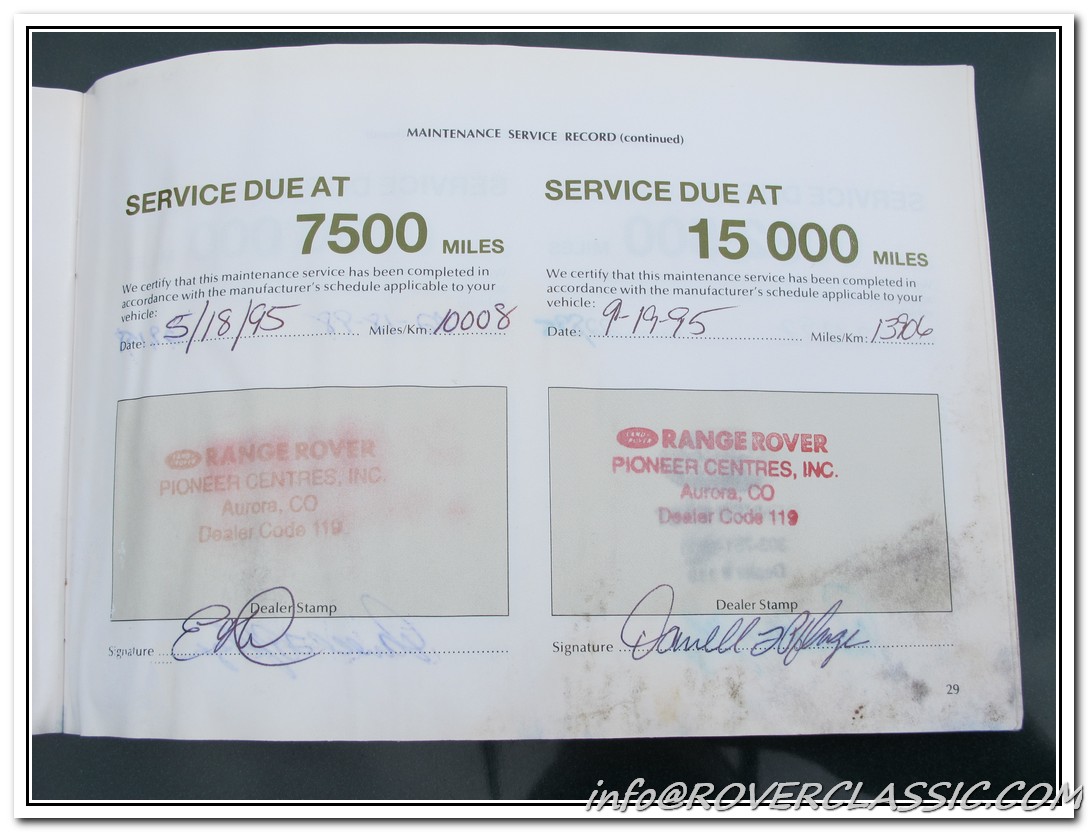 MAINTENANCE SERVICE RECORD (continued)
SERVICE DUE AT
7500 MILES
We certify that this maintenance service has been completed in
accordance with the manufacturer's schedule applicable to your
vehicle:
Date: 5/18/95 Miles/Km: 10008
RANGE ROVER
PIONEER CENTRES, INC.
Aurora, CO
Dealer Code 119
Dealer Stamp
Signature
SERVICE DUE AT
15 000 MILES
We certify that this maintenance service has been completed in
accordance with the manufacturer's schedule applicable to your
vehicle:
Date: 9-19-95 Miles/Km: 13906
LAND ROVER
RANGE ROVER
PIONEER CENTRES, INC.
Aurora, CO
Dealer Code 119
Dealer Stamp
Signature Darrell
29
info@ROVERCLASSIC.COM